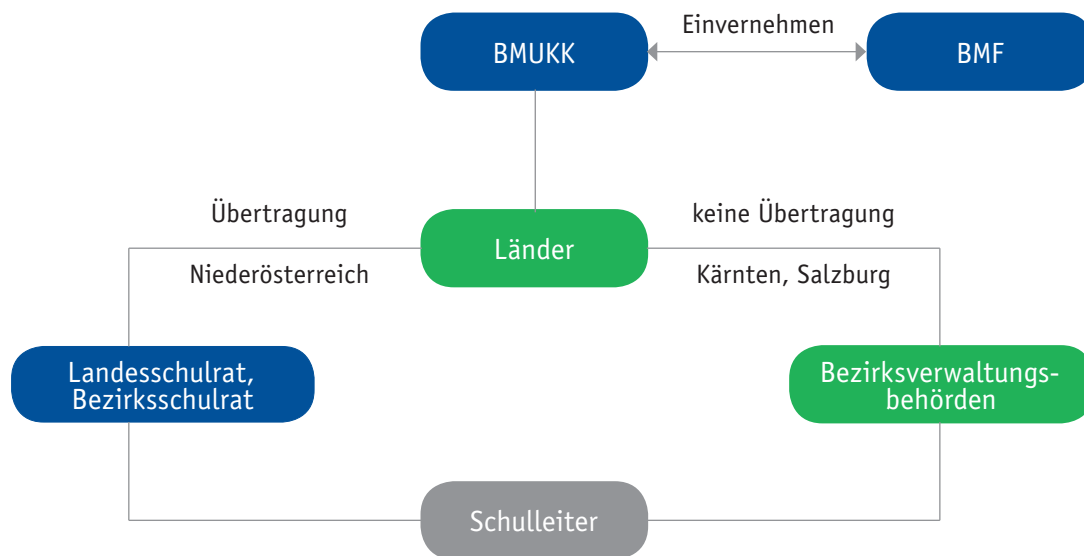 Einvernehmen
BMUKK
BMF
Übertragung
keine Übertragung
Länder
Niederösterreich
Kärnten, Salzburg
Landesschulrat,
Bezirksschulrat
Bezirksverwaltungs-
behörden
Schulleiter